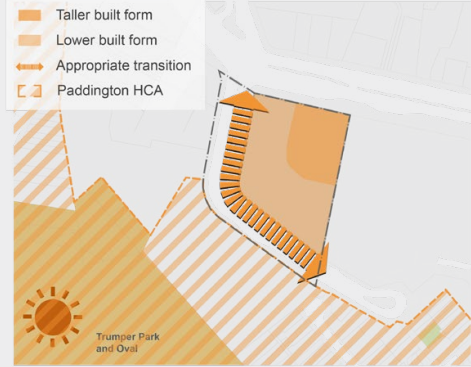 Taller built form
Lower built form
Appropriate transition
Paddington HCA
Trumper Park
and Oval